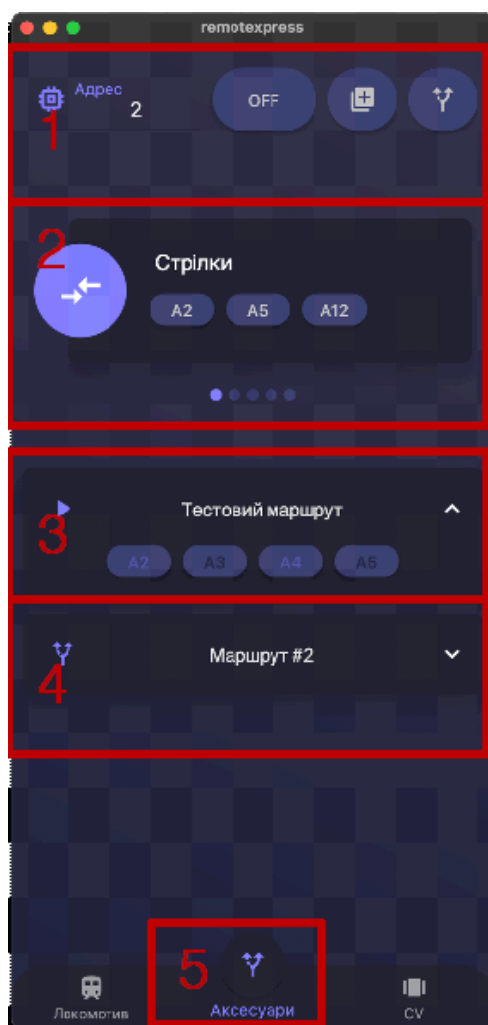 remotexpress
Адрес
2
OFF
1
2
Стрілки
A2 A5 A12
3
Тестовий маршрут
A2 A3 A4 A5
4
Маршрут #2
5
Локомотив
Аксесуари
CV